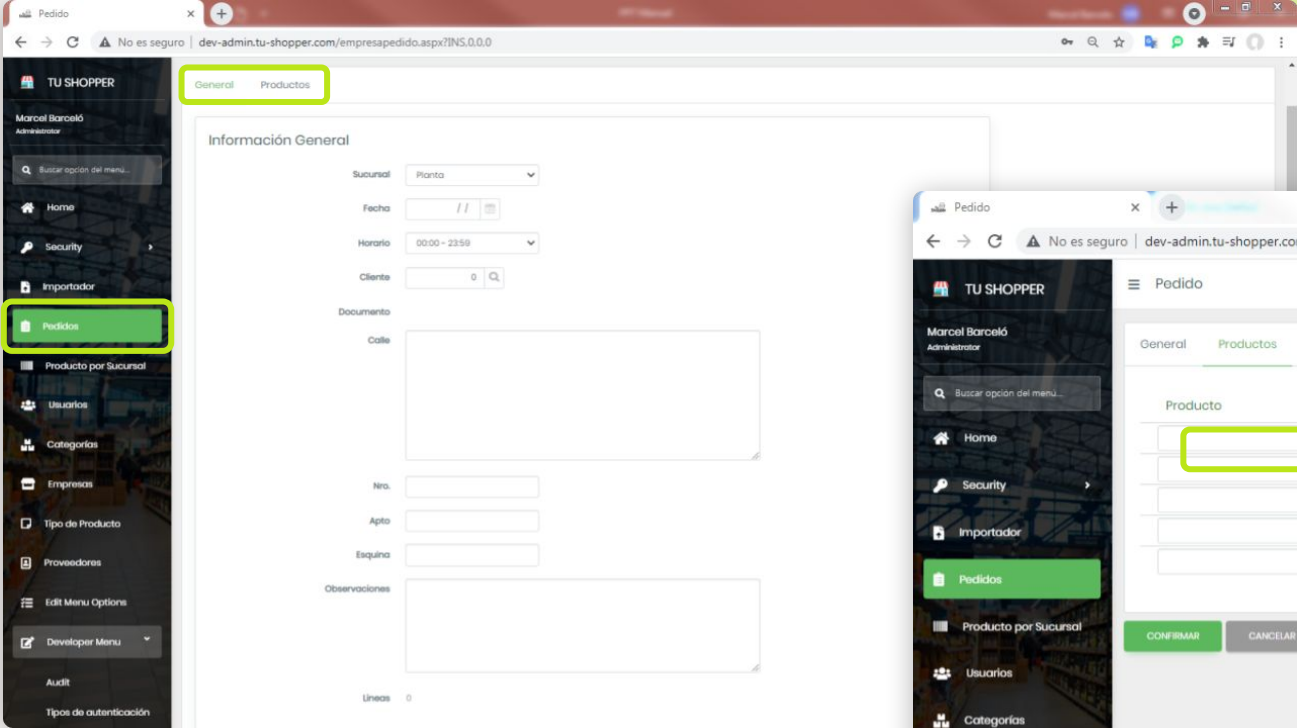 Pedido
No es seguro | dev-admin.tu-shopper.com/empresapedido.aspx?INS,0,0,0
TU SHOPPER
Marcel Barceló
Administrator
Buscar opción del menú...
Home
Security
Importador
Pedidos
Producto por Sucursal
Usuarios
Categorías
Empresas
Tipo de Producto
Proveedores
Edit Menu Options
Developer Menu
Audit
Tipos de autenticación
General Productos
Información General
Sucursal Planta
Fecha / /
Horario 00:00 - 23:59
Cliente 0
Documento
Calle
Nro.
Apto
Esquina
Observaciones
Lineas 0
Pedido
No es seguro | dev-admin.tu-shopper.co
TU SHOPPER
Marcel Barceló
Administrator
Buscar opción del menú...
Home
Security
Importador
Pedidos
Producto por Sucursal
Usuarios
Categorías
Pedido
General Productos
Producto
CONFIRMAR CANCELAR